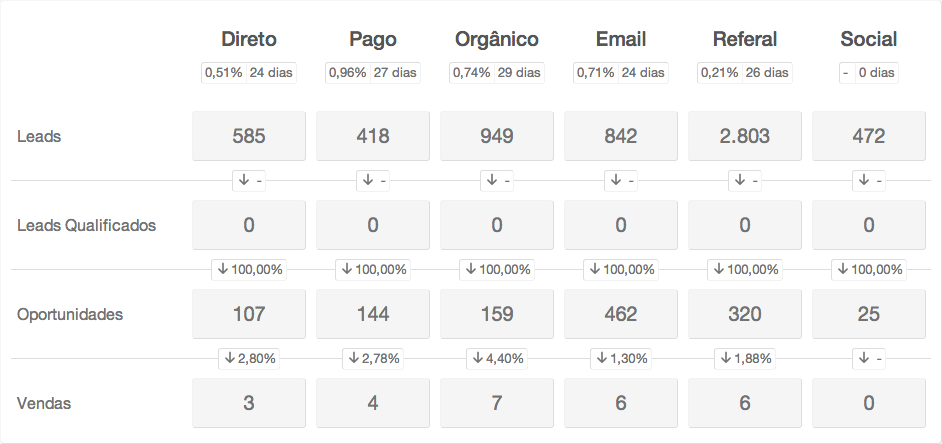 Direto Pago Orgânico Email Referal Social
0,51% 24 dias 0,96% 27 dias 0,74% 29 dias 0,71% 24 dias 0,21% 26 dias - 0 dias
Leads 585 418 949 842 2.803 472
↓ - ↓ - ↓ - ↓ - ↓ - ↓ -
Leads Qualificados 0 0 0 0 0 0
↓ 100,00% ↓ 100,00% ↓ 100,00% ↓ 100,00% ↓ 100,00% ↓ 100,00%
Oportunidades 107 144 159 462 320 25
↓ 2,80% ↓ 2,78% ↓ 4,40% ↓ 1,30% ↓ 1,88% ↓ -
Vendas 3 4 7 6 6 0